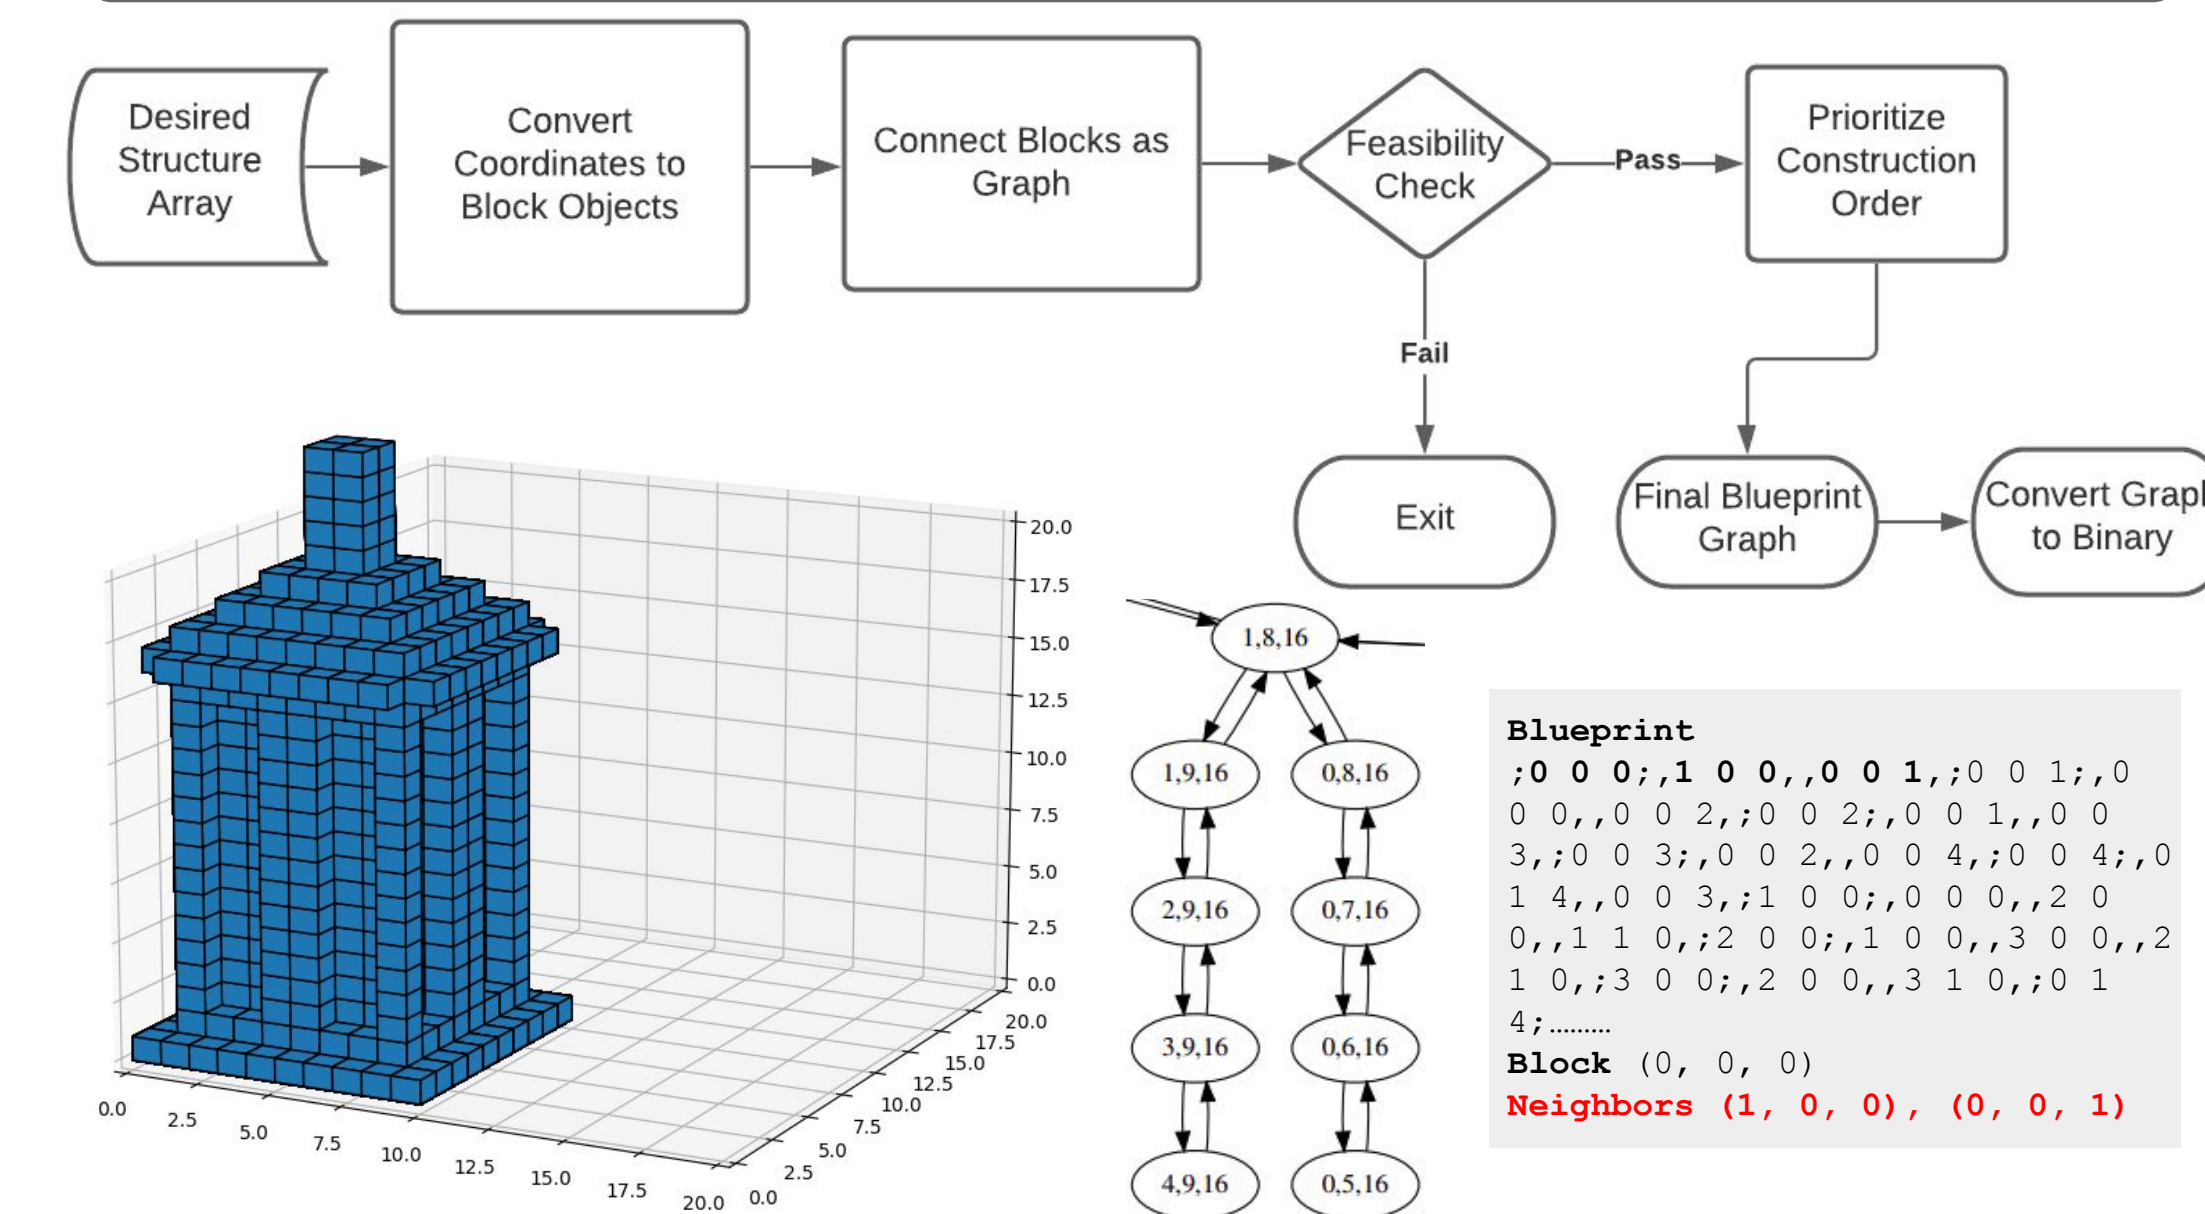 Desired
Structure
Array
Convert
Coordinates to
Block Objects
Connect Blocks as
Graph
Feasibility
Check
Pass
Prioritize
Construction
Order
Fail
Exit
Final Blueprint
Graph
Convert Grap
to Binary
20.0
17.5
15.0
12.5
10.0
7.5
5.0
2.5
0.0
20.0
17.5
15.0
12.5
10.0
7.5
5.0
2.5
0.0
0.0
2.5
5.0
7.5
10.0
12.5
15.0
17.5
20.0
1,8,16
1,9,16
0,8,16
2,9,16
0,7,16
3,9,16
0,6,16
4,9,16
0,5,16
Blueprint
;0 0 0;,1 0 0,,0 0 1,;0 0 1;,0
0 0,,0 0 2,;0 0 2;,0 0 1,,0 0
3,;0 0 3;,0 0 2,,0 0 4,;0 0 4;,0
1 4,,0 0 3,;1 0 0;,0 0 0,,2 0
0,,1 1 0,;2 0 0;,1 0 0,,3 0 0,,2
1 0,;3 0 0;,2 0 0,,3 1 0,;0 1
4;………
Block (0, 0, 0)
Neighbors (1, 0, 0), (0, 0, 1)